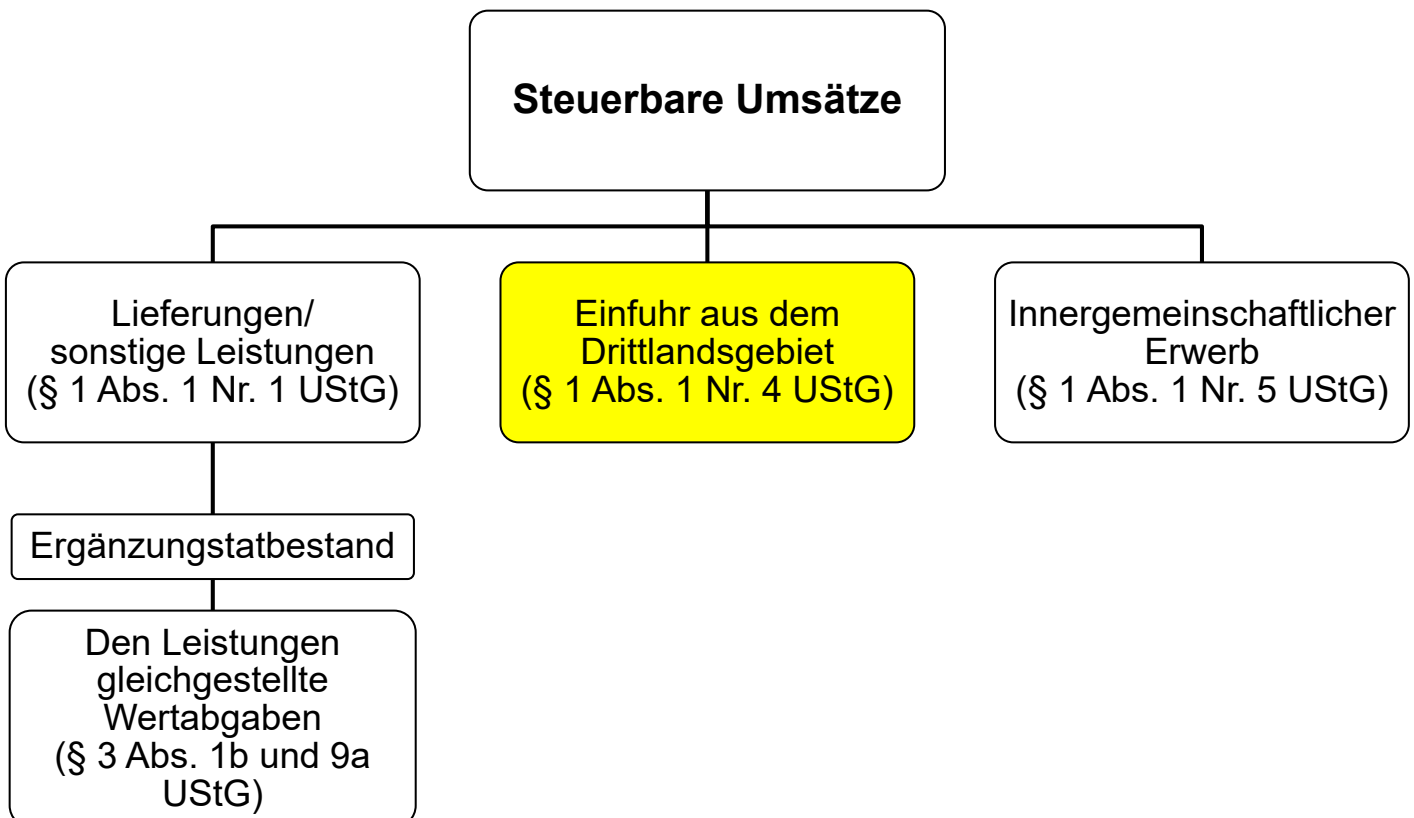 Steuerbare Umsätze
Lieferungen/
sonstige Leistungen
(§ 1 Abs. 1 Nr. 1 UStG)
Einfuhr aus dem
Drittlandsgebiet
(§ 1 Abs. 1 Nr. 4 UStG)
Innergemeinschaftlicher
Erwerb
(§ 1 Abs. 1 Nr. 5 UStG)
Ergänzungstatbestand
Den Leistungen
gleichgestellte
Wertabgaben
(§ 3 Abs. 1b und 9a
UStG)